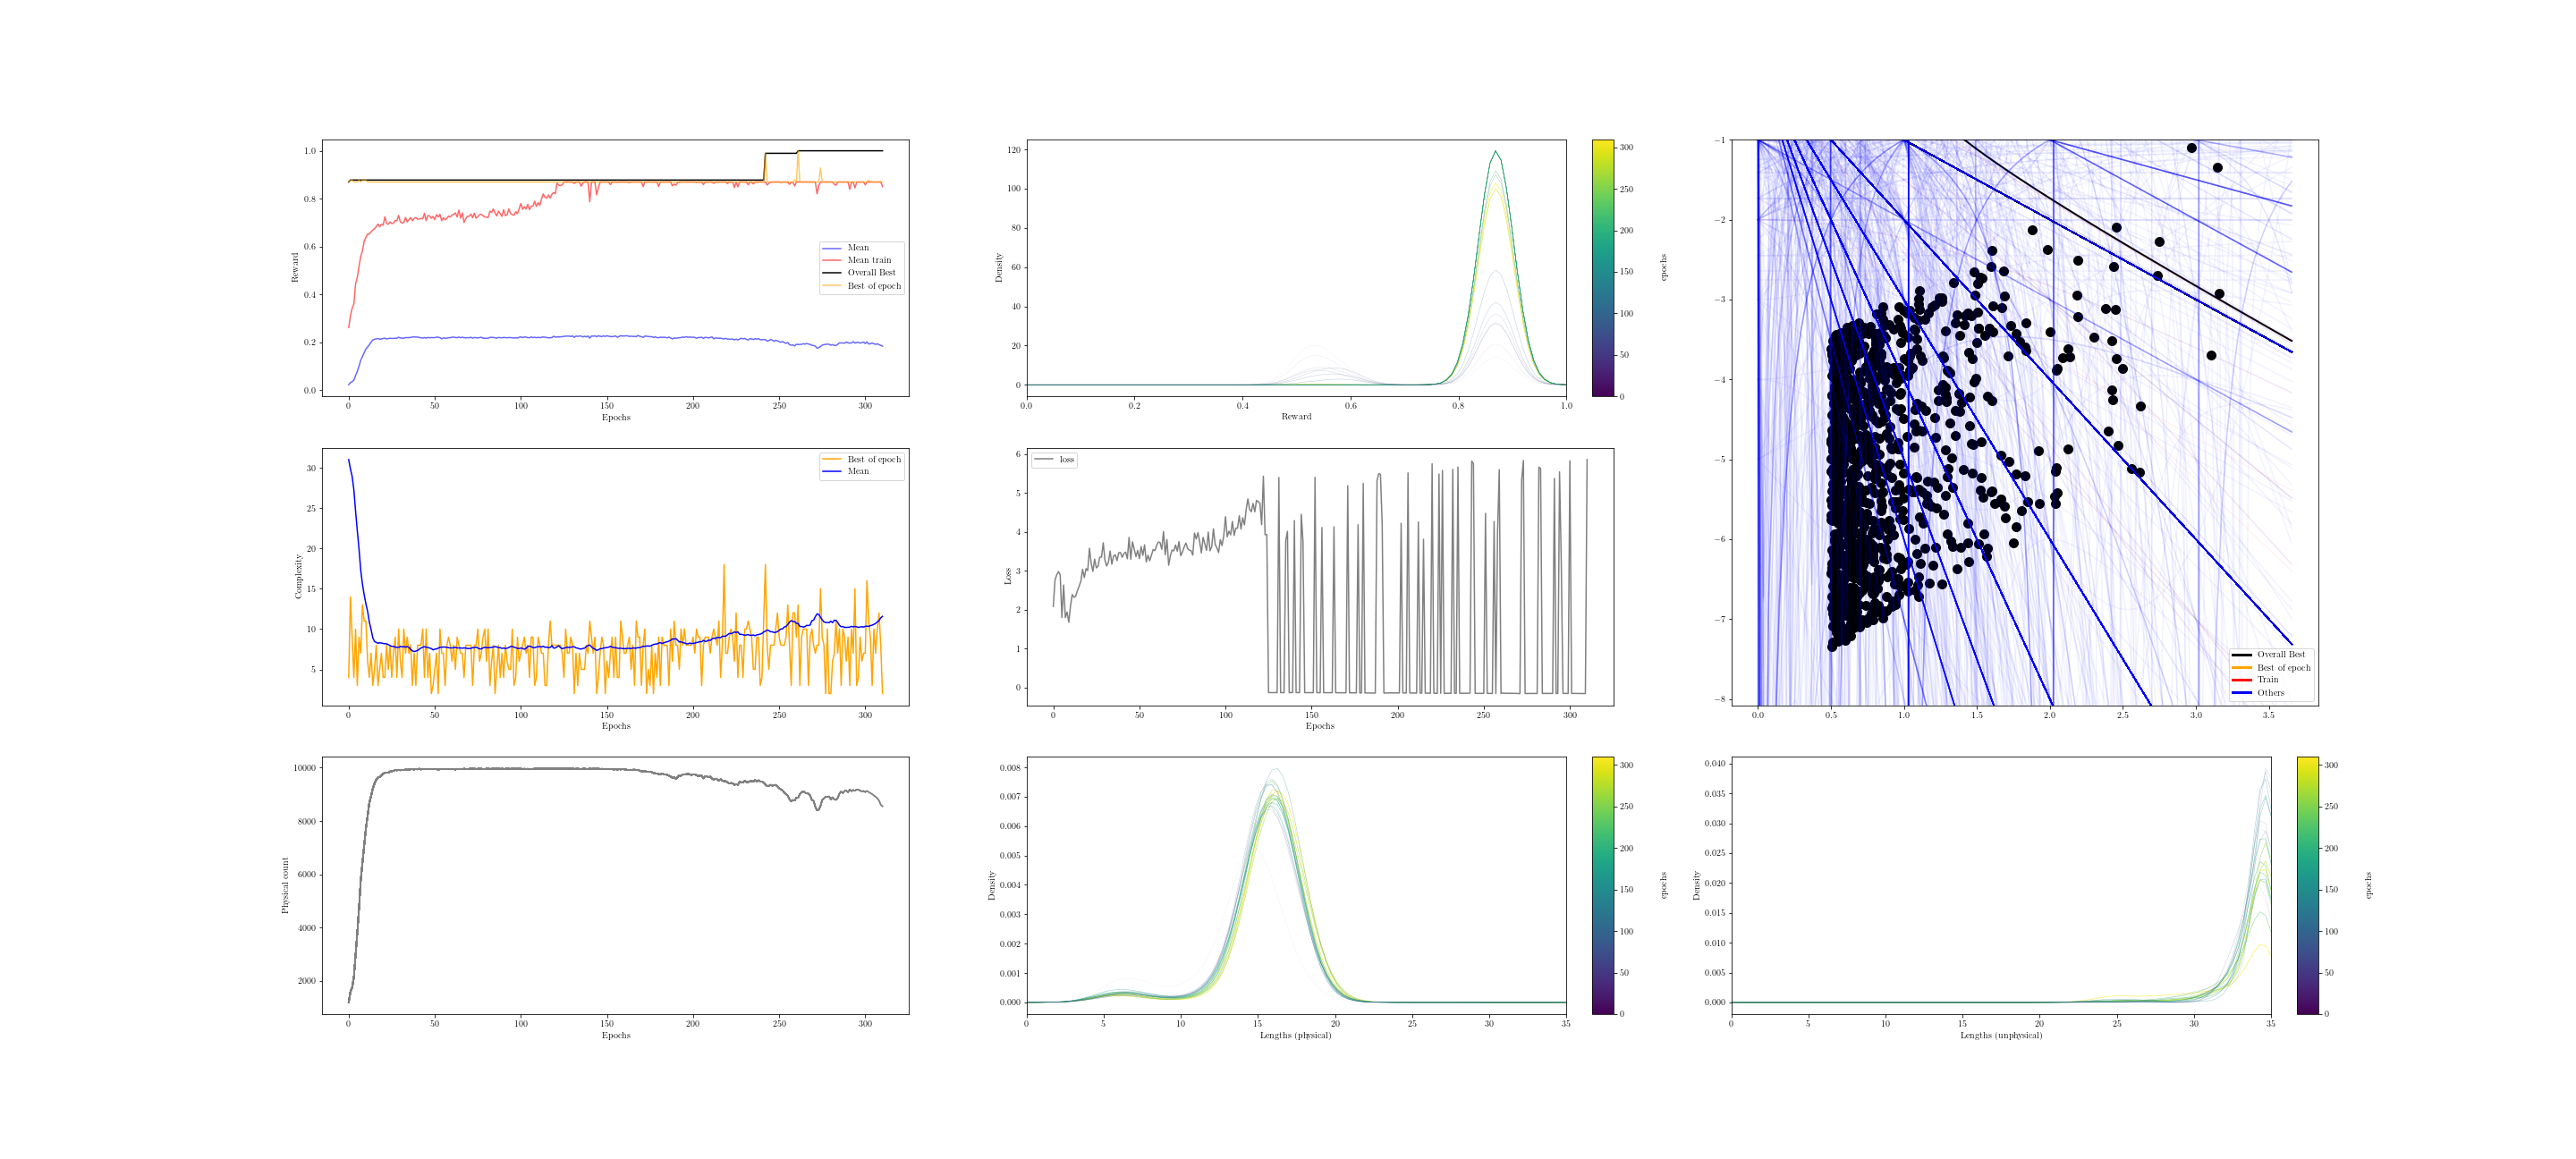 1.0
0.8
0.6
0.4
0.2
0.0
Reward
0 50 100 150 200 250 300
Epochs
Mean
Mean train
Overall Best
Best of epoch
120
100
80
60
40
20
0
Density
0.0 0.2 0.4 0.6 0.8 1.0
Reward
300
250
200
150
100
50
0
epochs
−1
−2
−3
−4
−5
−6
−7
−8
0.0 0.5 1.0 1.5 2.0 2.5 3.0 3.5
Overall Best
Best of epoch
Train
Others
30
25
20
15
10
5
Complexity
0 50 100 150 200 250 300
Epochs
Best of epoch
Mean
6
5
4
3
2
1
0
Loss
0 50 100 150 200 250 300
Epochs
loss
10000
8000
6000
4000
2000
Physical count
0 50 100 150 200 250 300
Epochs
0.008
0.007
0.006
0.005
0.004
0.003
0.002
0.001
0.000
Density
0 5 10 15 20 25 30 35
Lengths (physical)
300
250
200
150
100
50
0
epochs
0.040
0.035
0.030
0.025
0.020
0.015
0.010
0.005
0.000
Density
0 5 10 15 20 25 30 35
Lengths (unphysical)
300
250
200
150
100
50
0
epochs